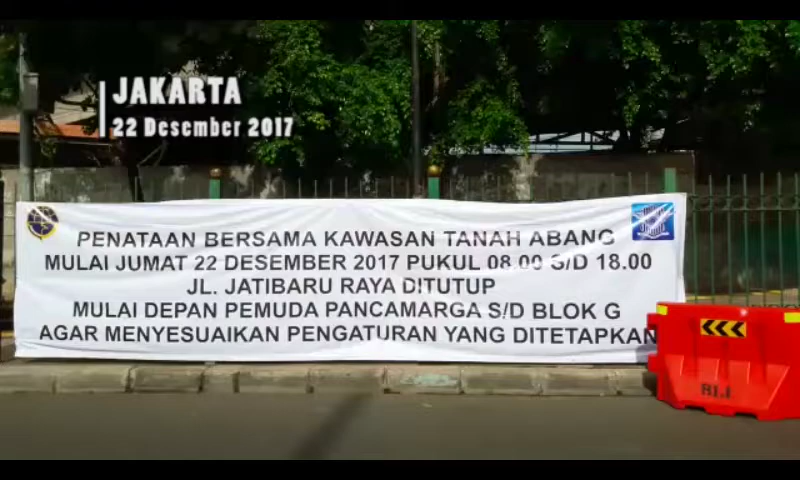 JAKARTA
22 Desember 2017
PENATAAN BERSAMA KAWASAN TANAH ABANG
MULAI JUMAT 22 DESEMBER 2017 PUKUL 08.00 S/D 18.00
JL. JATIBARU RAYA DITUTUP
MULAI DEPAN PEMUDA PANCAMARGA S/D BLOK G
AGAR MENYESUAIKAN PENGATURAN YANG DITETAPKAN